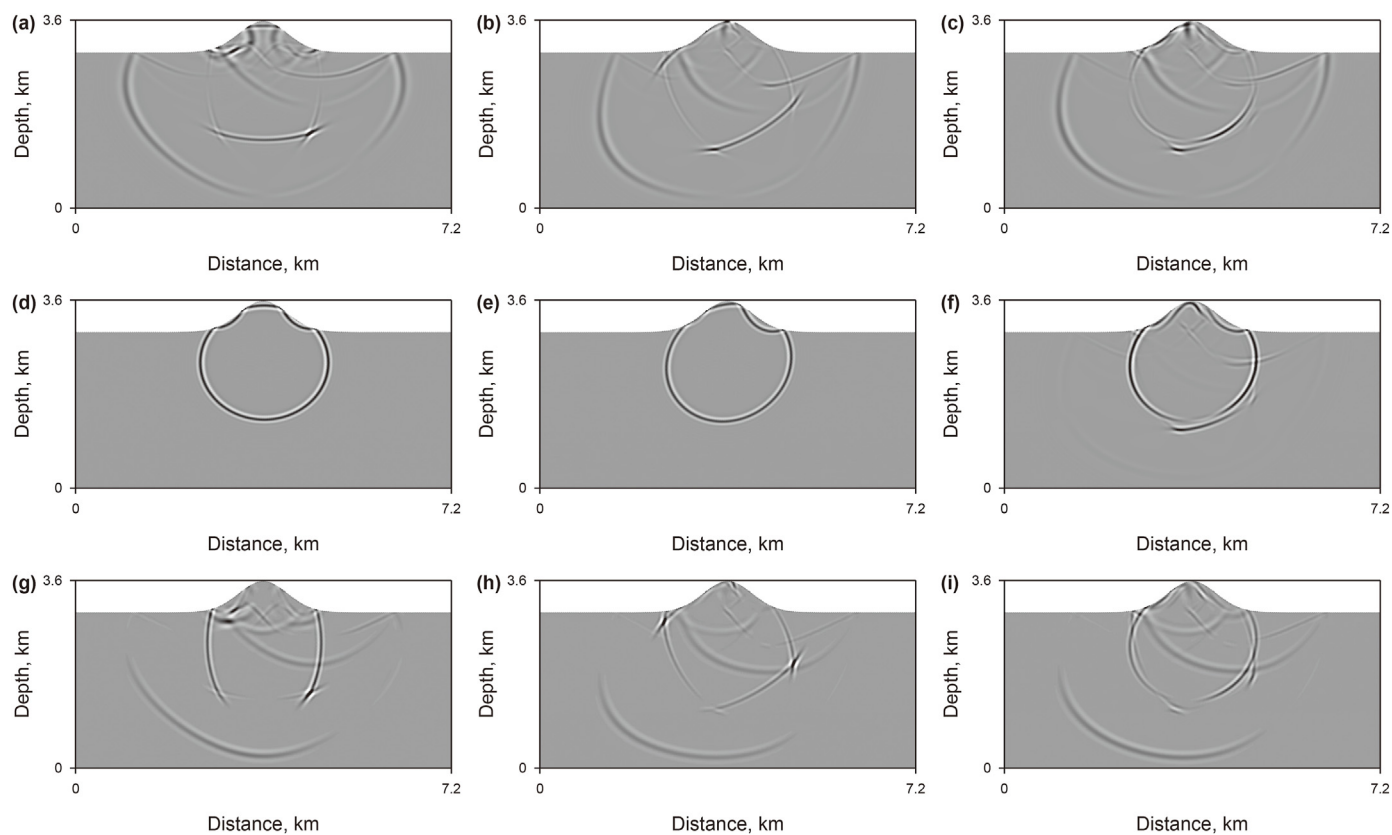 (a) 3.6 (b) 3.6 (c) 3.6
Depth, km Depth, km Depth, km
0 0 0
0 7.2 0 7.2 0 7.2
Distance, km Distance, km Distance, km
(d) 3.6 (e) 3.6 (f) 3.6
Depth, km Depth, km Depth, km
0 0 0
0 7.2 0 7.2 0 7.2
Distance, km Distance, km Distance, km
(g) 3.6 (h) 3.6 (i) 3.6
Depth, km Depth, km Depth, km
0 0 0
0 7.2 0 7.2 0 7.2
Distance, km Distance, km Distance, km